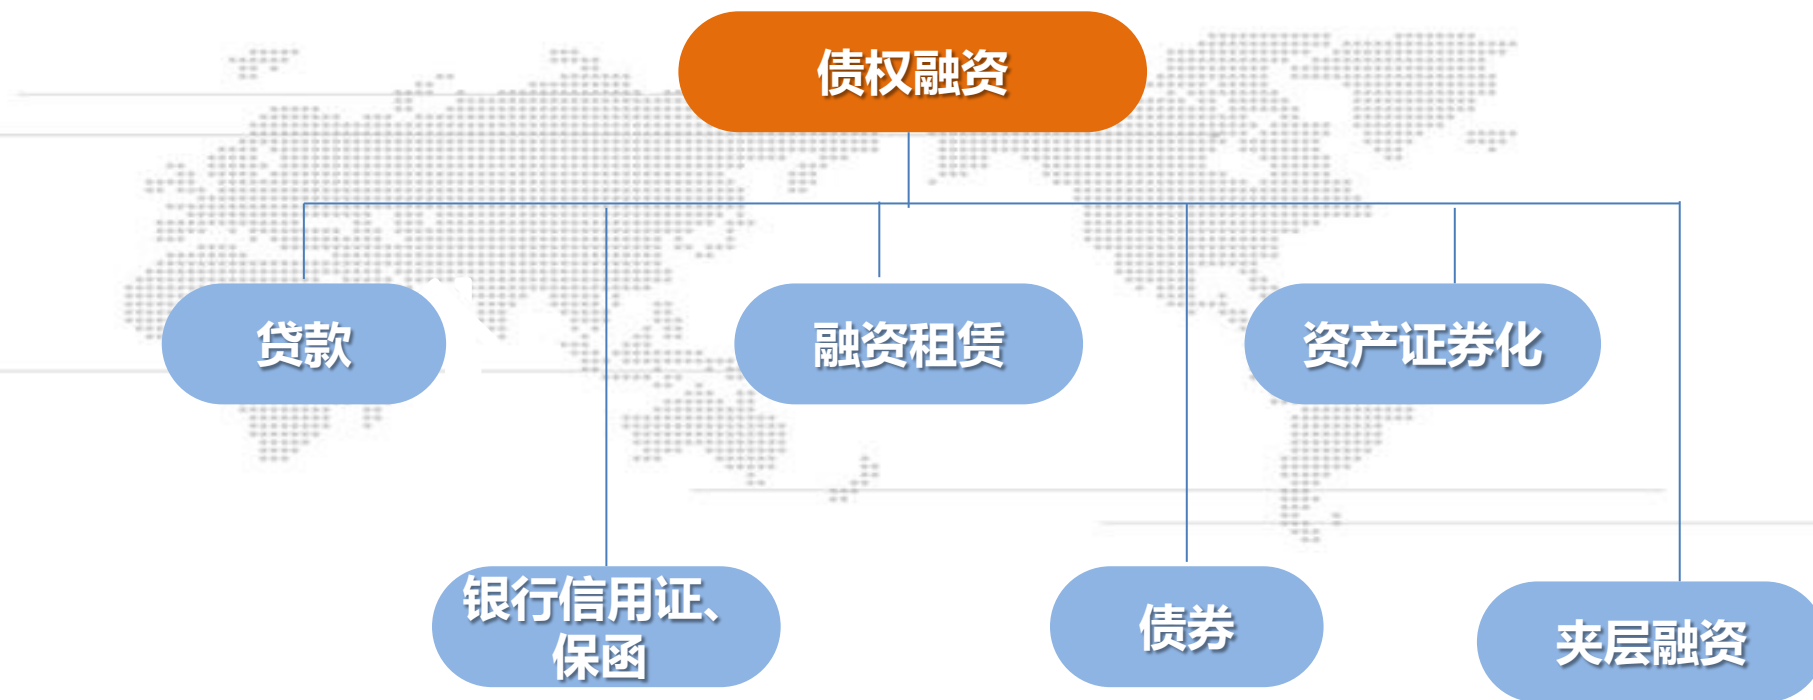 债权融资
贷款
融资租赁
资产证券化
银行信用证、
保函
债券
夹层融资